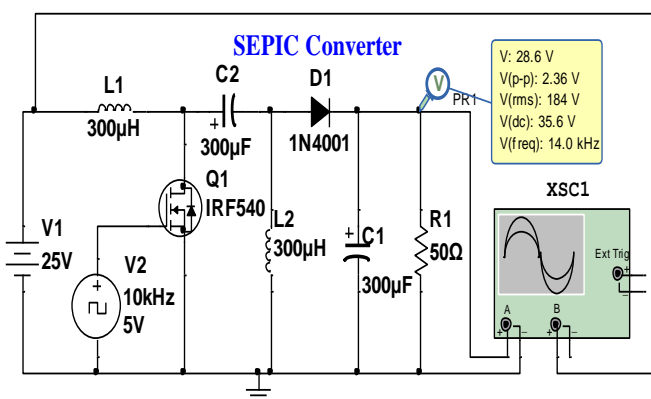 SEPIC Converter
L1
300µH
C2
+
300µF
D1
1N4001
V
PR1
V: 28.6 V
V(p-p): 2.36 V
V(rms): 184 V
V(dc): 35.6 V
V(freq): 14.0 kHz
Q1
IRF540
V1
25V
V2
10kHz
5V
L2
300µH
+
C1
300µF
R1
50Ω
XSC1
Ext Trig
+
–
A
B
+
–
+
–